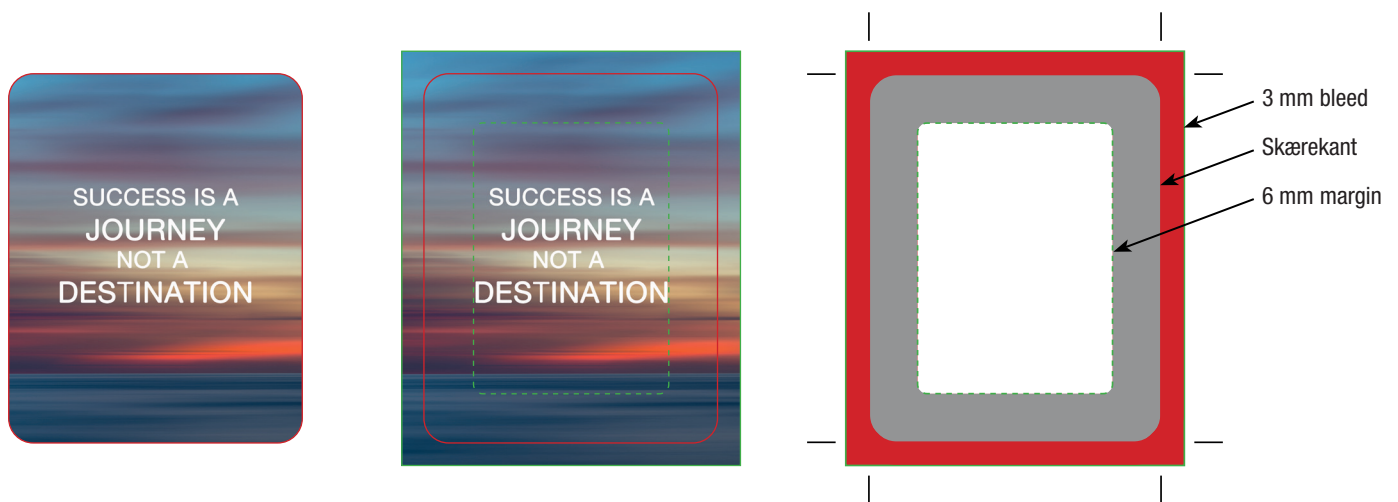 SUCCESS IS A
JOURNEY
NOT A
DESTINATION
SUCCESS IS A
JOURNEY
NOT A
DESTINATION
3 mm bleed
Skærekant
6 mm margin